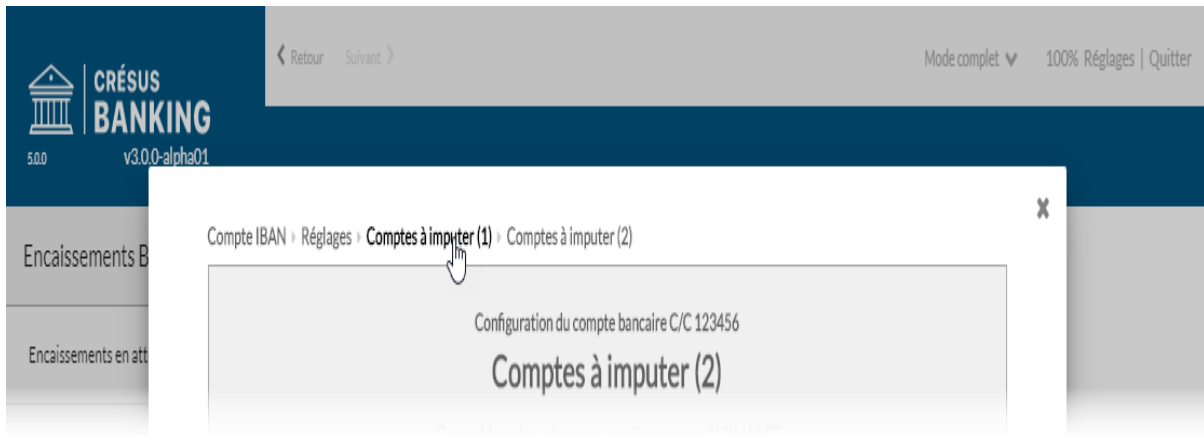 Retour Suivant
Mode complet 100% Réglages | Quitter
CRÉSUS
BANKING
5.0.0 v3.0.0-alpha01
Compte IBAN Réglages Comptes à imputer (1) Comptes à imputer (2)
Encaissements B
Configuration du compte bancaire C/C 123456
Encaissements en att
Comptes à imputer (2)